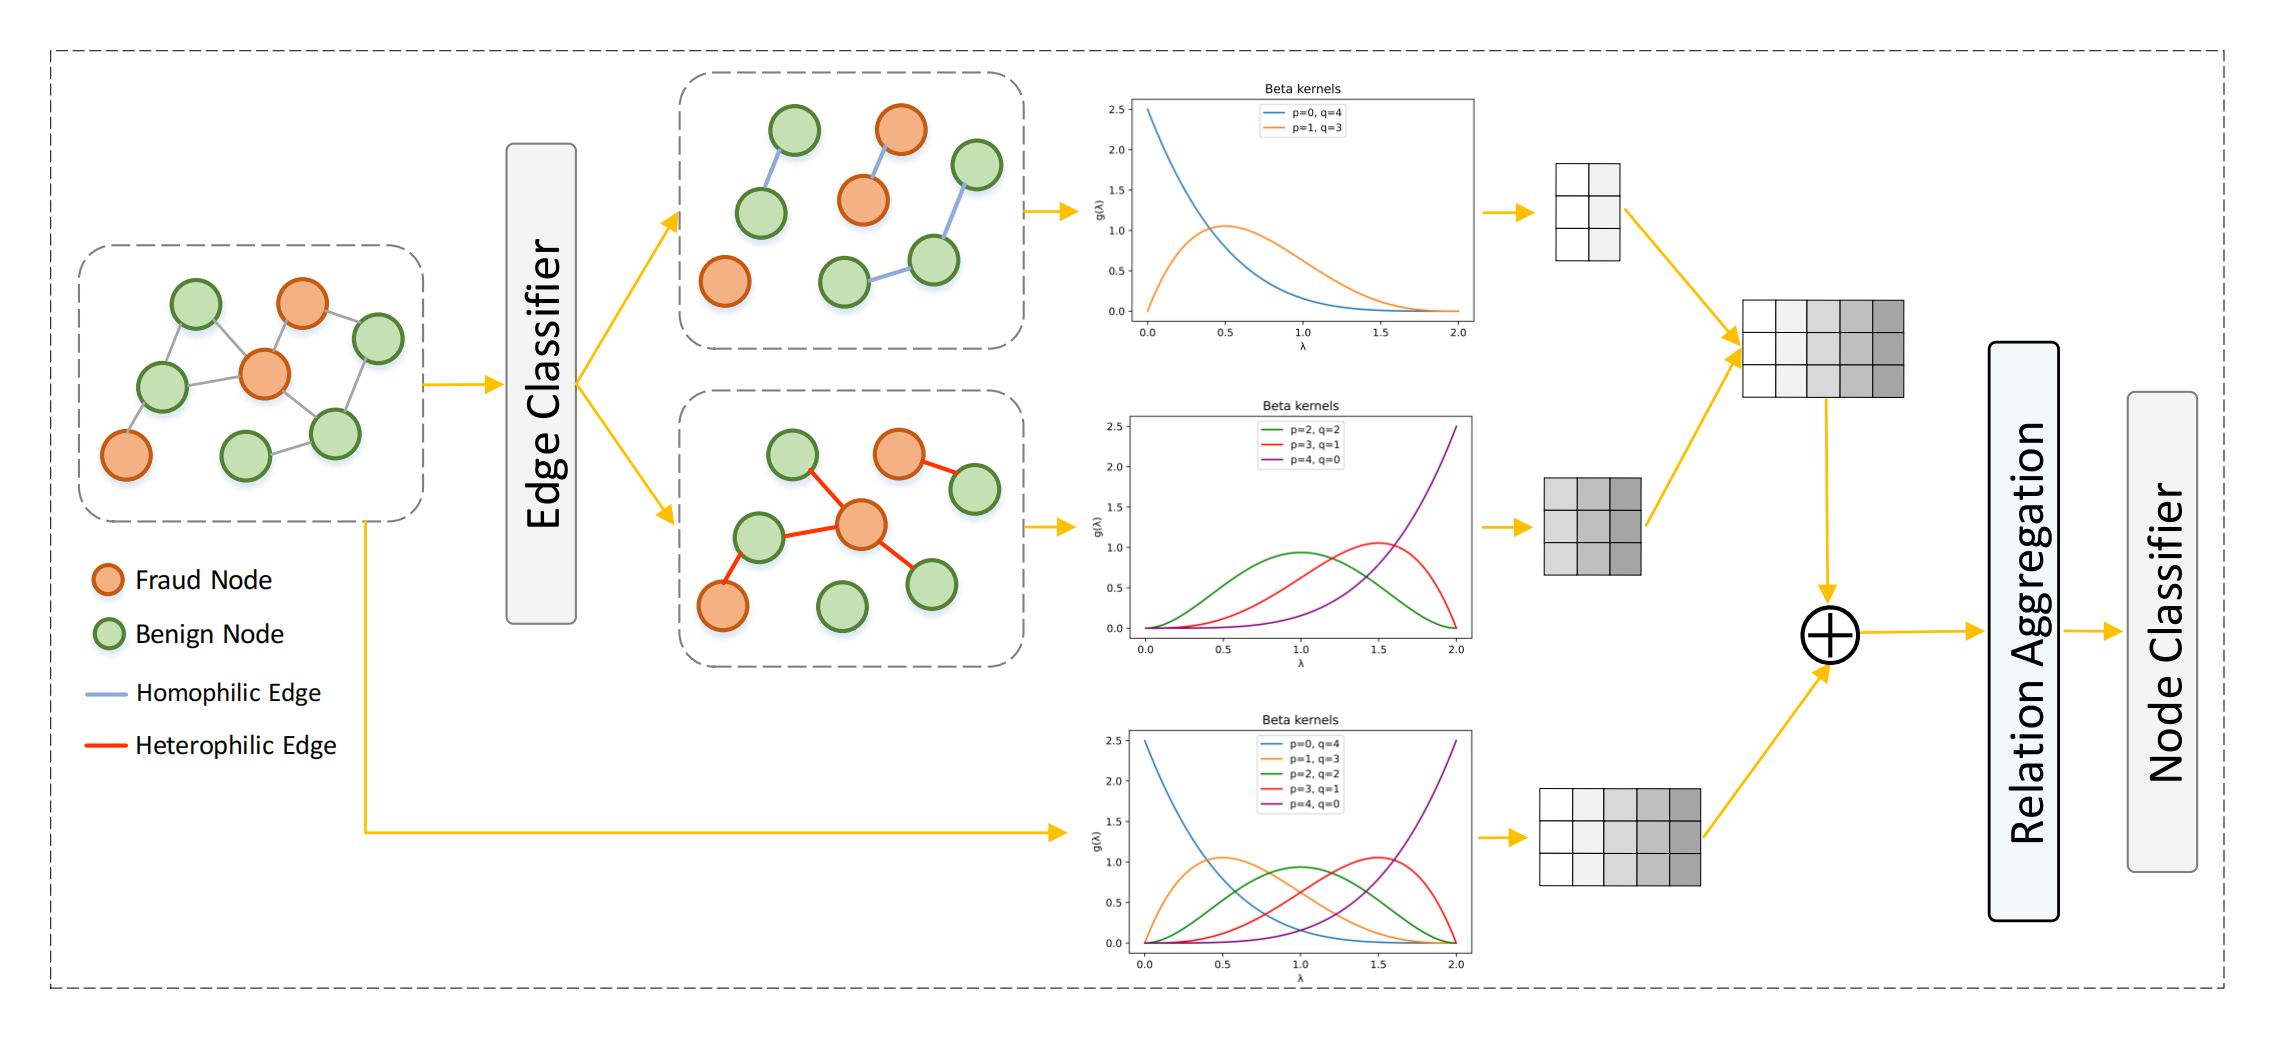 Fraud Node
Benign Node
Homophilic Edge
Heterophilic Edge
Edge Classifier
Beta kernels
p=0, q=4
p=1, q=3
2.5
2.0
1.5
1.0
0.5
0.0
g(λ)
0.0 0.5 1.0 1.5 2.0
λ
Beta kernels
p=2, q=2
p=3, q=1
p=4, q=0
2.5
2.0
1.5
1.0
0.5
0.0
g(λ)
0.0 0.5 1.0 1.5 2.0
λ
Beta kernels
p=0, q=4
p=1, q=3
p=2, q=2
p=3, q=1
p=4, q=0
2.5
2.0
1.5
1.0
0.5
0.0
g(λ)
0.0 0.5 1.0 1.5 2.0
λ
Relation Aggregation
Node Classifier